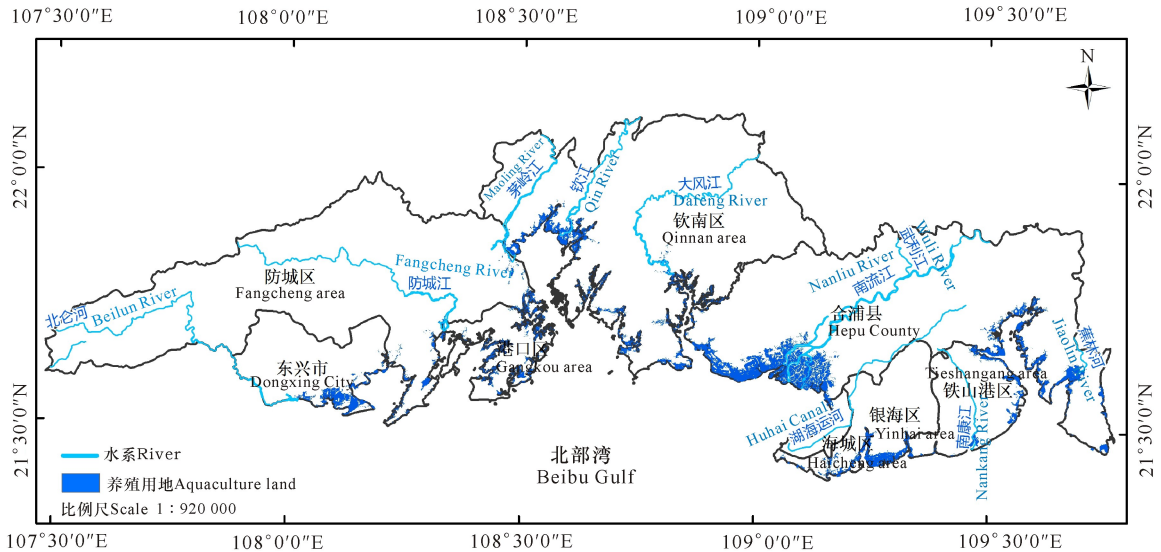 107°30′0″E 108°0′0″E 108°30′0″E 109°0′0″E 109°30′0″E
N
22°0′0″N
22°0′0″N
Maoling River
茅岭江
钦江
Qin River
大风江
Dafeng River
钦南区
Qinnan area
Wuli River
武利江
Nanliu River
南流江
Fangcheng River
防城江
防城区
Fangcheng area
北仑河
Beilun River
合浦县
Hepu County
港口区
Gangkou area
东兴市
Dongxing City
Jiaolin River
蕉林河
Neshangang area
铁山港区
Huhai Canal
湖海运河
银海区
Yinhai area
南康江
Nankang River
海城区
Haicheng area
21°30′0″N
21°30′0″N
北部湾
Beibu Gulf
水系River
养殖用地Aquaculture land
比例尺Scale 1：920 000
107°30′0″E 108°0′0″E 108°30′0″E 109°0′0″E 109°30′0″E